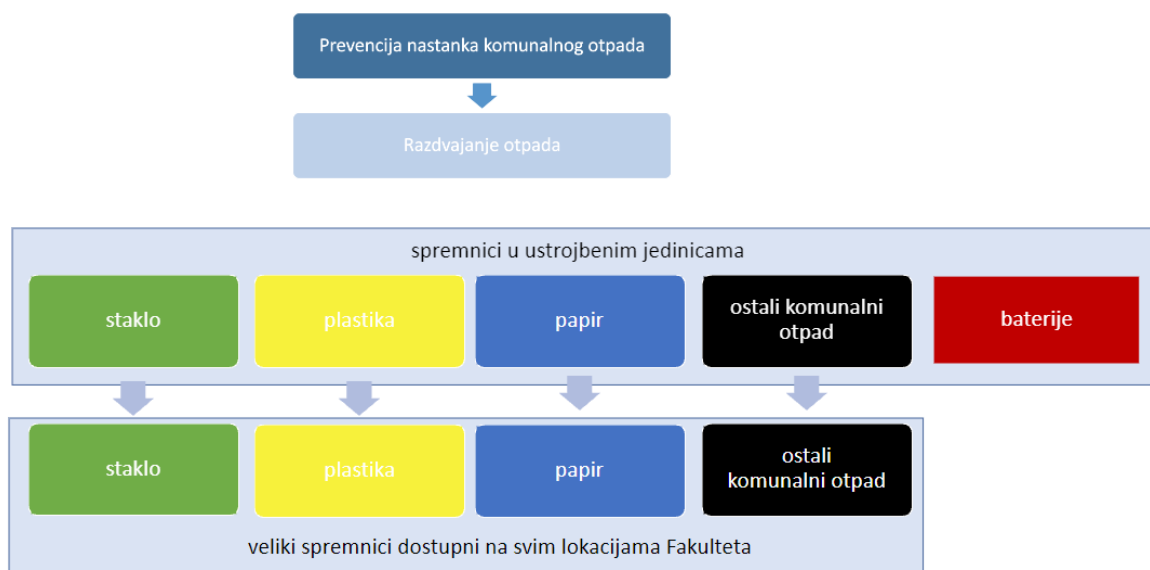 Prevencija nastanka komunalnog otpada
Razdvajanje otpada
spremnici u ustrojbenim jedinicama
staklo
plastika
papir
ostali komunalni
otpad
baterije
staklo
plastika
papir
ostali
komunalni otpad
veliki spremnici dostupni na svim lokacijama Fakulteta